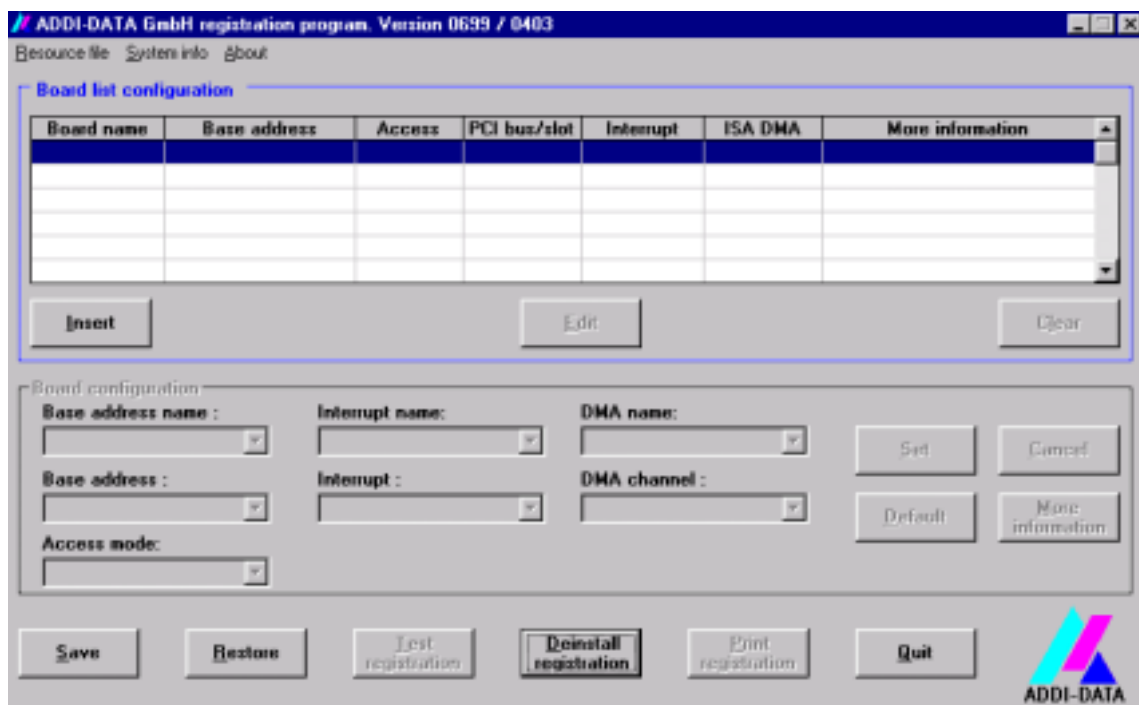 ADDI-DATA GmbH registration program. Version 0699 / 0403
Resource file System info About
Board list configuration
Board name Base address Access PCI bus/slot Interrupt ISA DMA More information
Insert Edit Clear
Board configuration
Base address name : Interrupt name: DMA name:
Set Cancel
Base address : Interrupt : DMA channel :
Default More information
Access mode:
Save Restore Test registration Deinstall registration Print registration Quit
ADDI-DATA